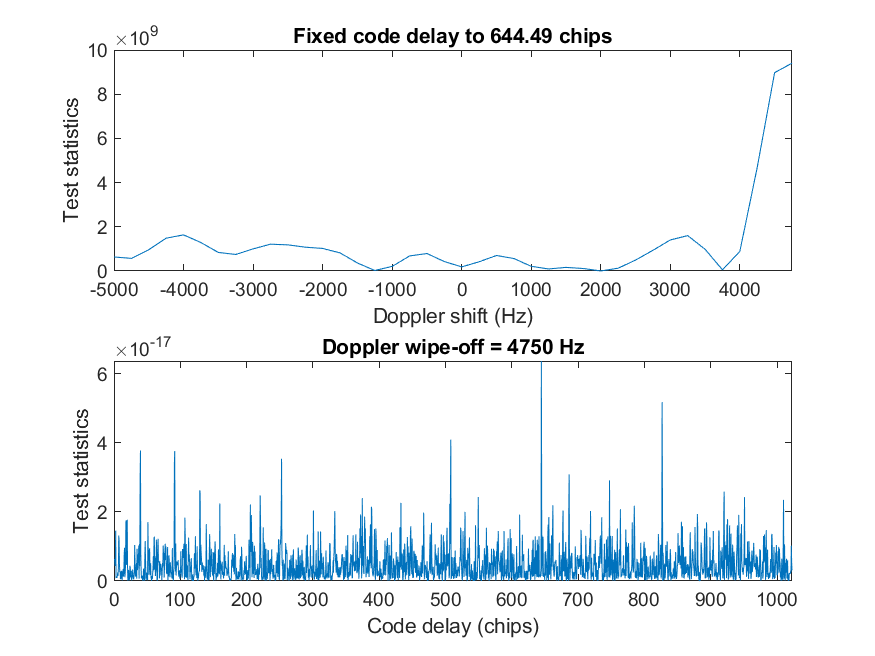 ×10^9
Fixed code delay to 644.49 chips
10
8
6
4
2
0
Test statistics
-5000 -4000 -3000 -2000 -1000 0 1000 2000 3000 4000
Doppler shift (Hz)
×10^-17
Doppler wipe-off = 4750 Hz
6
4
2
0
Test statistics
0 100 200 300 400 500 600 700 800 900 1000
Code delay (chips)